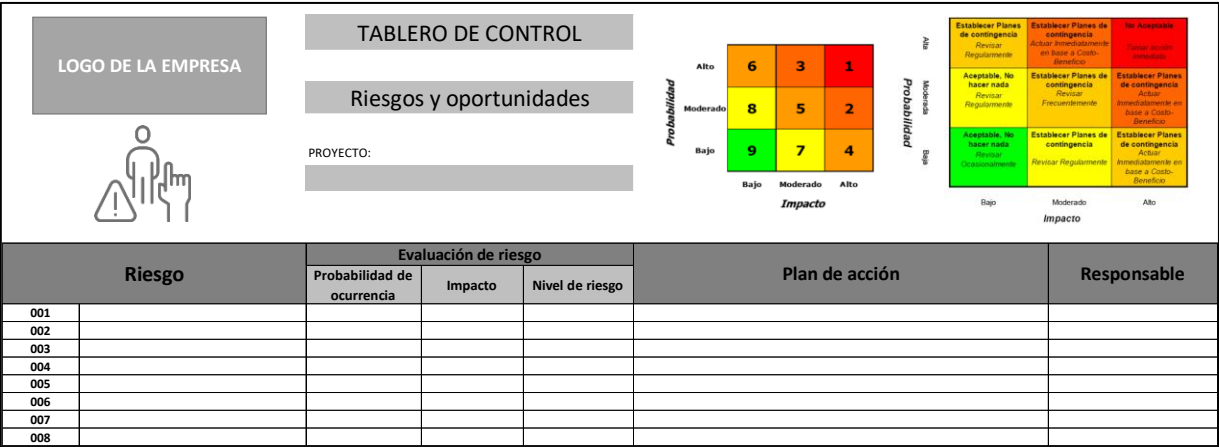 LOGO DE LA EMPRESA
TABLERO DE CONTROL
Riesgos y oportunidades
PROYECTO:
Probabilidad
Alto
6 3 1
Moderado
8 5 2
Bajo
9 7 4
Bajo Moderado Alto
Impacto
Probabilidad
Alta
Moderada
Baja
Establecer Planes
de contingencia
Revisar
Regularmente
Establecer Planes de
contingencia
Actuar Inmediatamente
en base a Costo-
Beneficio
No Aceptable
Tomar acción
inmediata
Aceptable, No
hacer nada
Revisar
Regularmente
Establecer Planes de
contingencia
Revisar
Frecuentemente
Establecer Planes
de contingencia
Actuar
Inmediatamente en
base a Costo-
Beneficio
Aceptable, No
hacer nada
Revisar
Ocasionalmente
Establecer Planes de
contingencia
Revisar Regularmente
Establecer Planes
de contingencia
Actuar
Inmediatamente en
base a Costo-
Beneficio
Bajo Moderado Alto
Impacto
Riesgo
Evaluación de riesgo
Probabilidad de
ocurrencia
Impacto
Nivel de riesgo
Plan de acción
Responsable
001
002
003
004
005
006
007
008